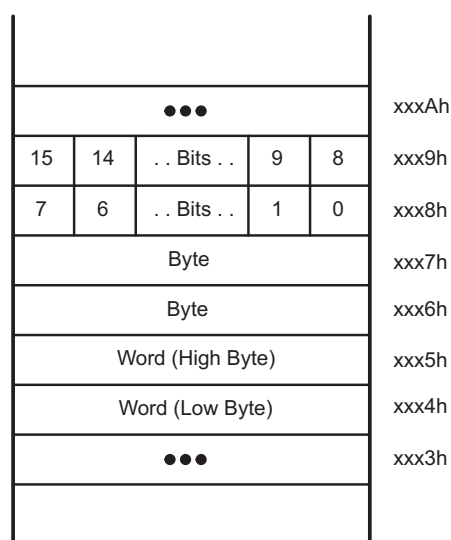 ●●● xxxAh
15 14 . . Bits . . 9 8 xxx9h
7 6 . . Bits . . 1 0 xxx8h
Byte xxx7h
Byte xxx6h
Word (High Byte) xxx5h
Word (Low Byte) xxx4h
●●● xxx3h